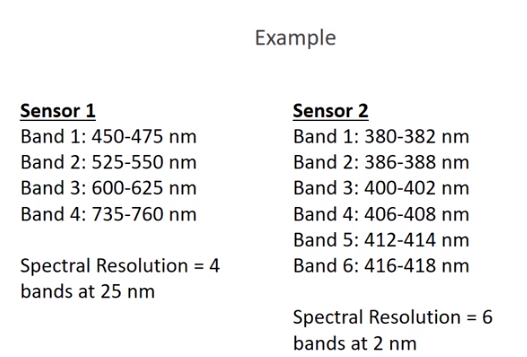 Example
Sensor 1
Band 1: 450-475 nm
Band 2: 525-550 nm
Band 3: 600-625 nm
Band 4: 735-760 nm
Spectral Resolution = 4
bands at 25 nm
Sensor 2
Band 1: 380-382 nm
Band 2: 386-388 nm
Band 3: 400-402 nm
Band 4: 406-408 nm
Band 5: 412-414 nm
Band 6: 416-418 nm
Spectral Resolution = 6
bands at 2 nm